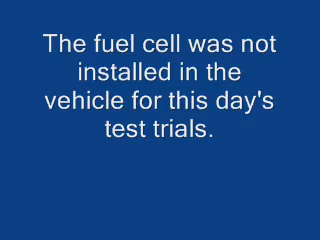 The fuel cell was not
installed in the
vehicle for this day's
test trials.